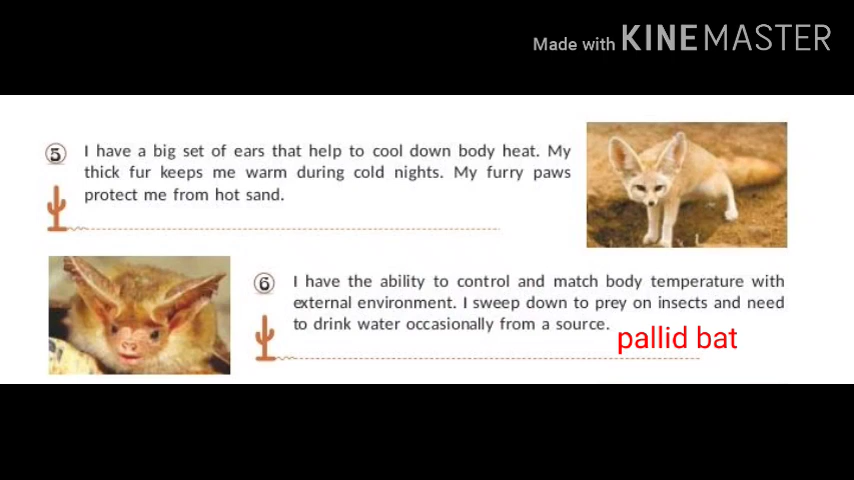 Made with KINEMASTER
5 I have a big set of ears that help to cool down body heat. My
thick fur keeps me warm during cold nights. My furry paws
protect me from hot sand.
6 I have the ability to control and match body temperature with
external environment. I sweep down to prey on insects and need
to drink water occasionally from a source.
pallid bat